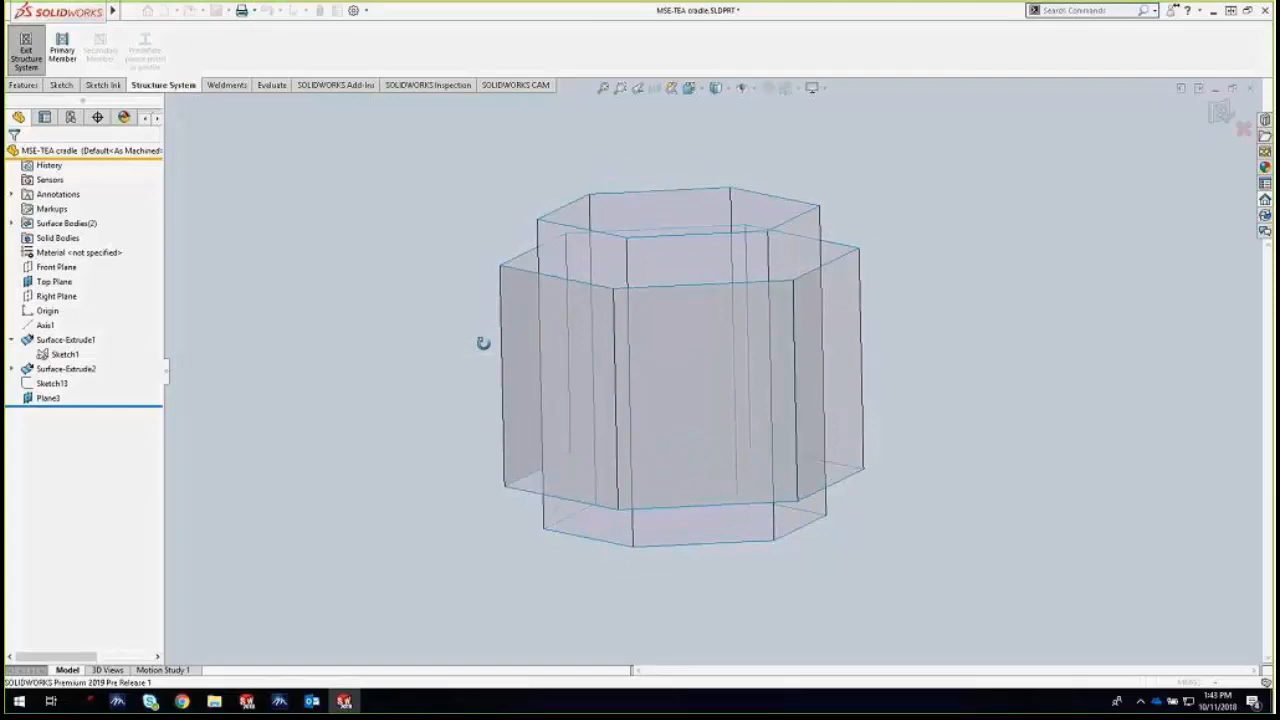 SOLIDWORKS
MSE-TEA cradle.SLDPRT *
Search Commands
?
Exit Structure System
Primary Member
Secondary Member
Features
Sketch
Sketch Ink
Structure System
Weldments
Evaluate
SOLIDWORKS Add-Ins
SOLIDWORKS Inspection
SOLIDWORKS CAM
MSE-TEA cradle (Default<As Machined>
History
Sensors
Annotations
Markups
Surface Bodies(2)
Solid Bodies
Material <not specified>
Front Plane
Top Plane
Right Plane
Origin
Axis1
Surface-Extrude1
Sketch1
Surface-Extrude2
Sketch13
Plane3
Model
3D Views
Motion Study 1
SOLIDWORKS Premium 2019 Pre Release 1
MMGS
1:43 PM
10/11/2018